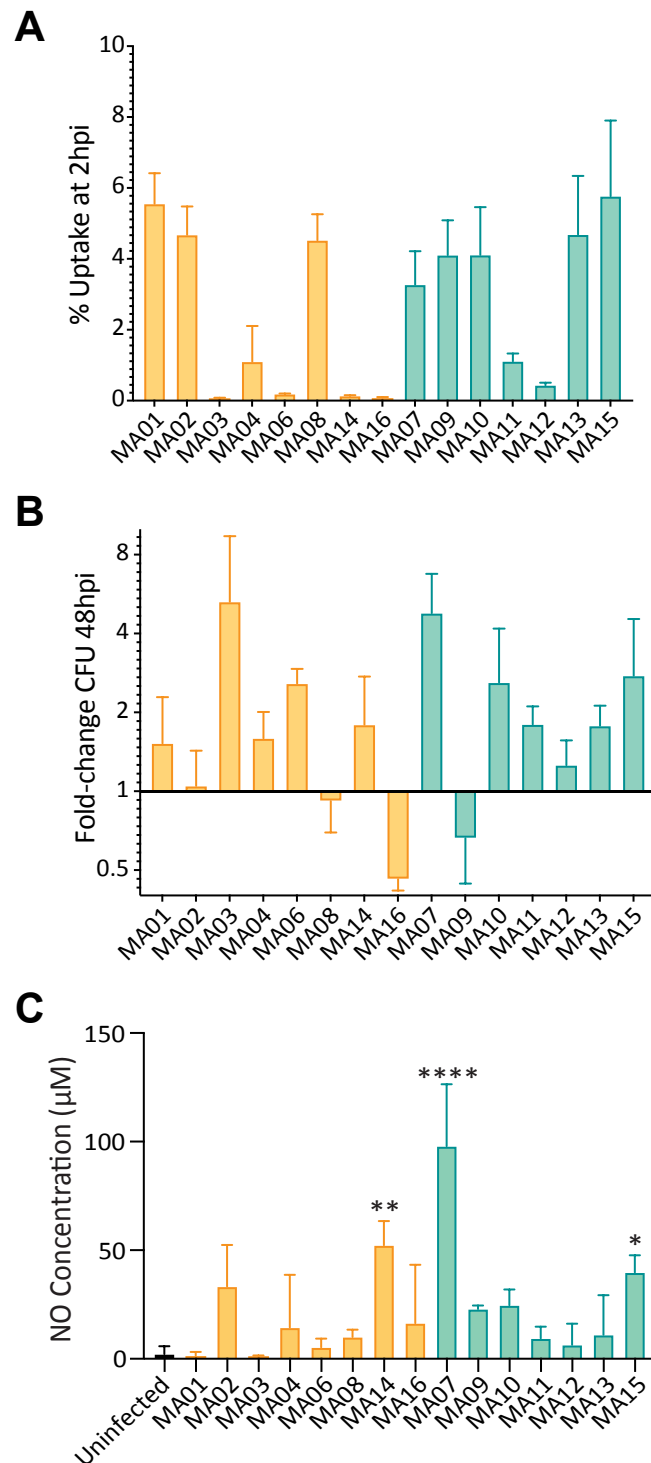 A
% Uptake at 2hpi
10
8
6
4
2
0
MA01 MA02 MA03 MA04 MA06 MA08 MA14 MA16 MA07 MA09 MA10 MA11 MA12 MA13 MA15
B
Fold-change CFU 48hpi
8
4
2
1
0.5
MA01 MA02 MA03 MA04 MA06 MA08 MA14 MA16 MA07 MA09 MA10 MA11 MA12 MA13 MA15
C
NO Concentration (µM)
150
100
50
0
****
**
*
Uninfected MA01 MA02 MA03 MA04 MA06 MA08 MA14 MA16 MA07 MA09 MA10 MA11 MA12 MA13 MA15